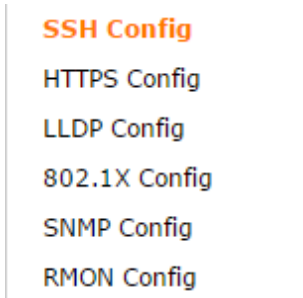 SSH Config
HTTPS Config
LLDP Config
802.1X Config
SNMP Config
RMON Config